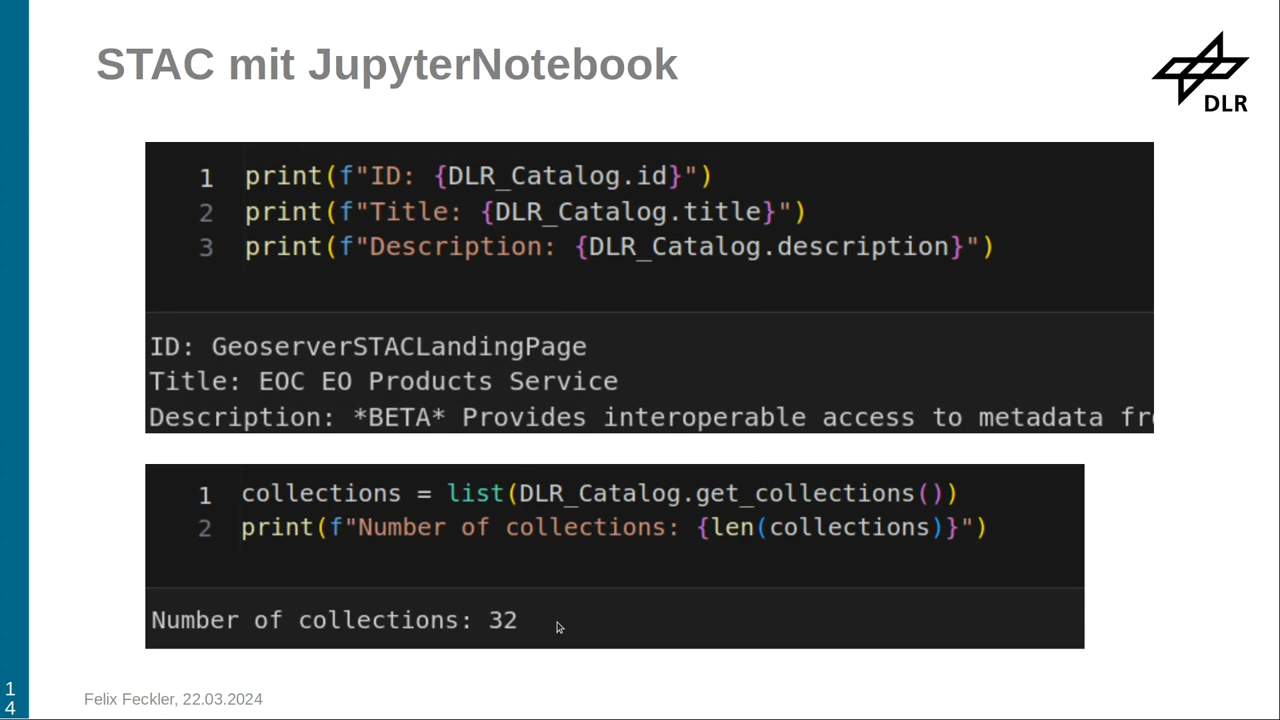 STAC mit JupyterNotebook
DLR
1 print(f"ID: {DLR_Catalog.id}")
2 print(f"Title: {DLR_Catalog.title}")
3 print(f"Description: {DLR_Catalog.description}")
ID: GeoserverSTACLandingPage
Title: EOC EO Products Service
Description: *BETA* Provides interoperable access to metadata
1 collections = list(DLR_Catalog.get_collections())
2 print(f"Number of collections: {len(collections)}")
Number of collections: 32
14
Felix Feckler, 22.03.2024